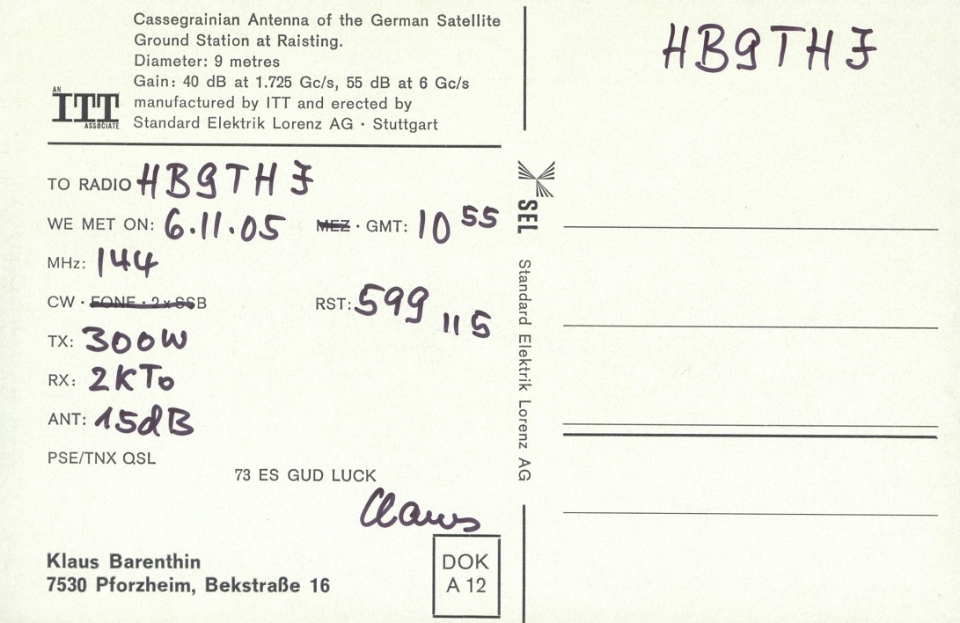 Cassegrainian Antenna of the German Satellite
Ground Station at Raisting.
Diameter: 9 metres
Gain: 40 dB at 1.725 Gc/s, 55 dB at 6 Gc/s
manufactured by ITT and erected by
Standard Elektrik Lorenz AG · Stuttgart
AN
ITT
ASSOCIATE
TO RADIO HB9THJ
WE MET ON: 6.11.05 MEZ · GMT: 10 55
MHz: 144
CW · FONE · 2 x SSB RST: 599 115
TX: 300W
RX: 2KTo
ANT: 15dB
PSE/TNX QSL
73 ES GUD LUCK
Claus
Klaus Barenthin
7530 Pforzheim, Bekstraße 16
DOK
A 12
SEL
Standard Elektrik Lorenz AG
HB9THJ